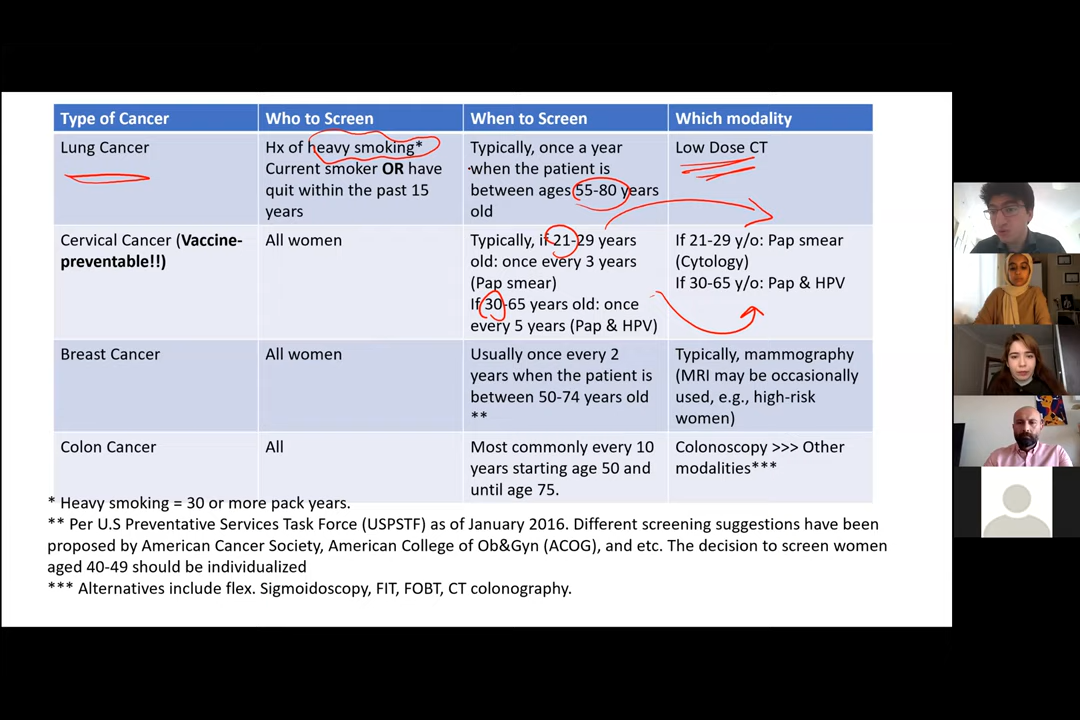 Type of Cancer
Who to Screen
When to Screen
Which modality
Lung Cancer
Hx of heavy smoking*
Current smoker OR have
quit within the past 15
years
Typically, once a year
when the patient is
between ages 55-80 years
old
Low Dose CT
Cervical Cancer (Vaccine-
preventable!!)
All women
Typically, if 21-29 years
old: once every 3 years
(Pap smear)
If 30-65 years old: once
every 5 years (Pap & HPV)
If 21-29 y/o: Pap smear
(Cytology)
If 30-65 y/o: Pap & HPV
Breast Cancer
All women
Usually once every 2
years when the patient is
between 50-74 years old
**
Typically, mammography
(MRI may be occasionally
used, e.g., high-risk
women)
Colon Cancer
All
Most commonly every 10
years starting age 50 and
until age 75.
Colonoscopy >>> Other
modalities***
* Heavy smoking = 30 or more pack years.
** Per U.S Preventative Services Task Force (USPSTF) as of January 2016. Different screening suggestions have been
proposed by American Cancer Society, American College of Ob&Gyn (ACOG), and etc. The decision to screen women
aged 40-49 should be individualized
*** Alternatives include flex. Sigmoidoscopy, FIT, FOBT, CT colonography.